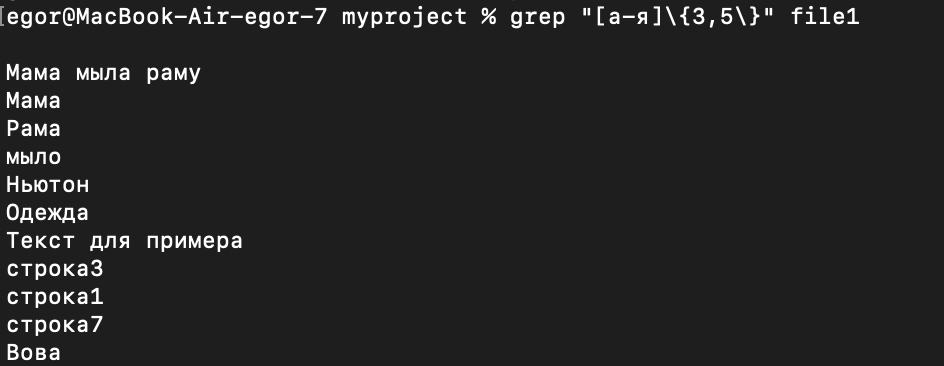 egor@MacBook-Air-egor-7 myproject % grep "[а-я]\{3,5\}" file1
Мама мыла раму
Мама
Рама
мыло
Ньютон
Одежда
Текст для примера
строка3
строка1
строка7
Вова